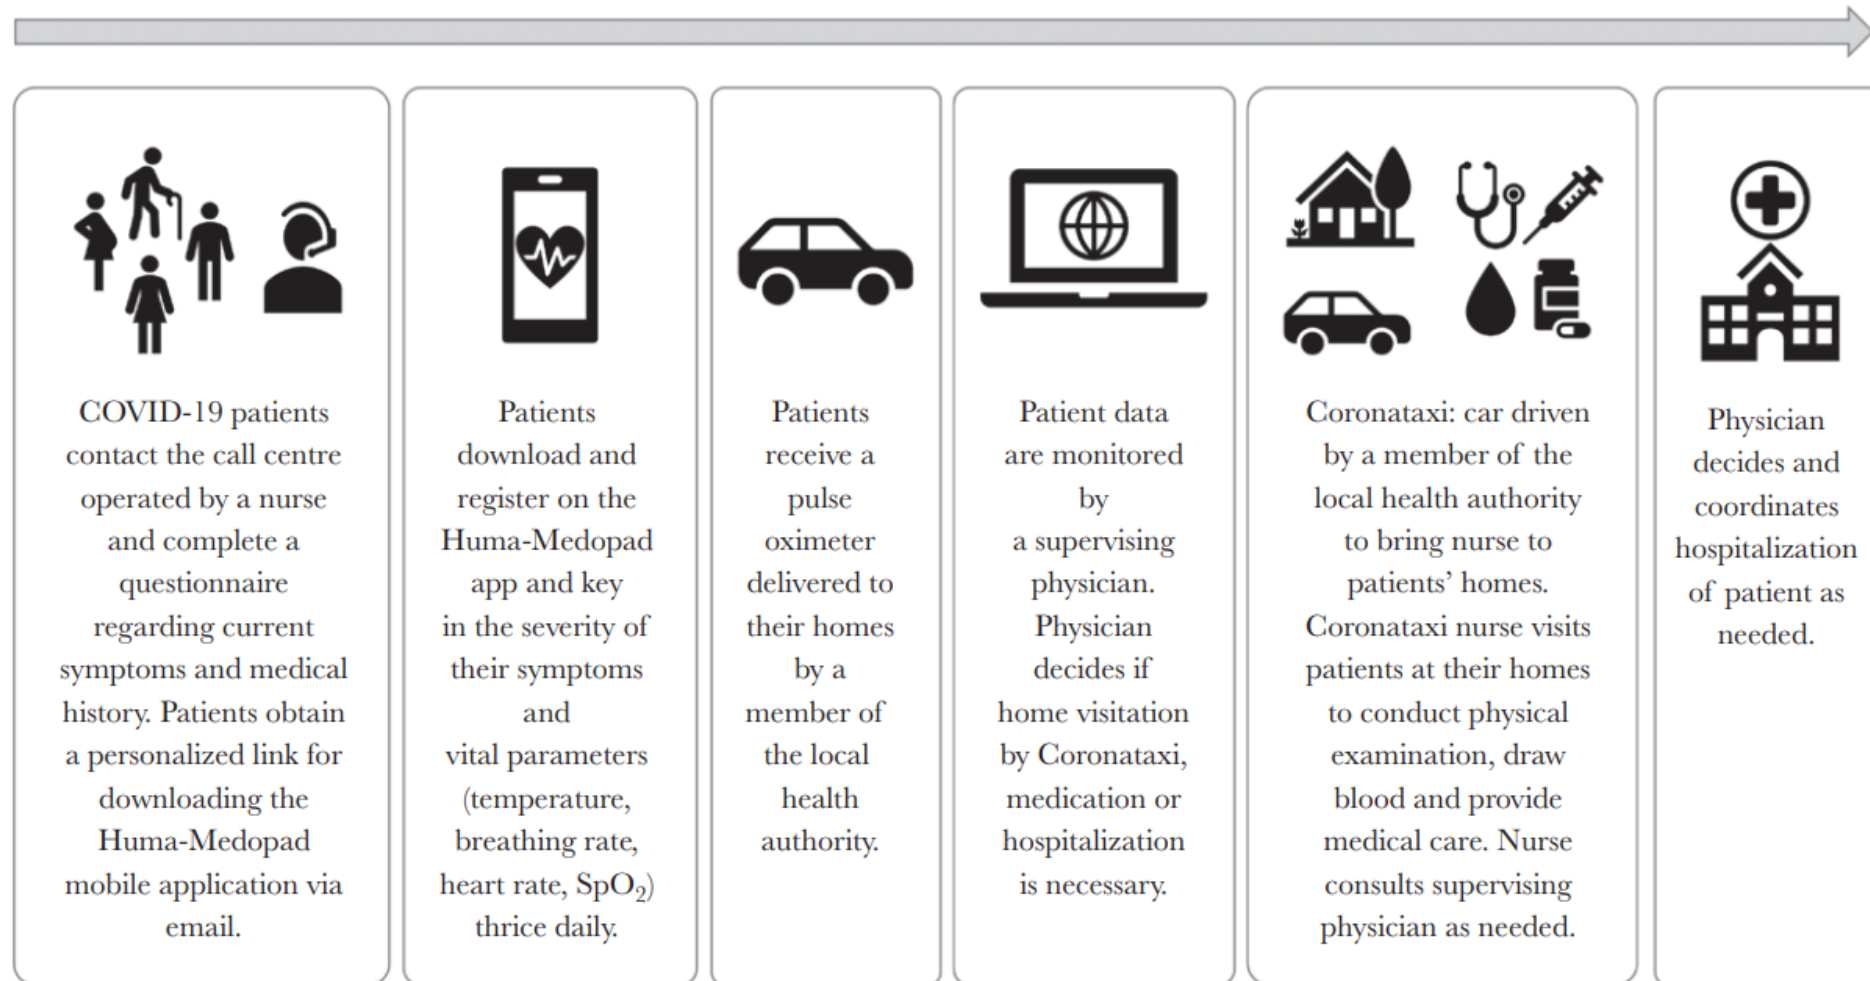 COVID-19 patients
contact the call centre
operated by a nurse
and complete a
questionnaire
regarding current
symptoms and medical
history. Patients obtain
a personalized link for
downloading the
Huma-Medopad
mobile application via
email.
Patients
download and
register on the
Huma-Medopad
app and key
in the severity of
their symptoms
and
vital parameters
(temperature,
breathing rate,
heart rate, SpO₂)
thrice daily.
Patients
receive a
pulse
oximeter
delivered to
their homes
by a
member of
the local
health
authority.
Patient data
are monitored
by
a supervising
physician.
Physician
decides if
home visitation
by Coronataxi,
medication or
hospitalization
is necessary.
Coronataxi: car driven
by a member of the
local health authority
to bring nurse to
patients’ homes.
Coronataxi nurse visits
patients at their homes
to conduct physical
examination, draw
blood and provide
medical care. Nurse
consults supervising
physician as needed.
Physician
decides and
coordinates
hospitalization
of patient as
needed.